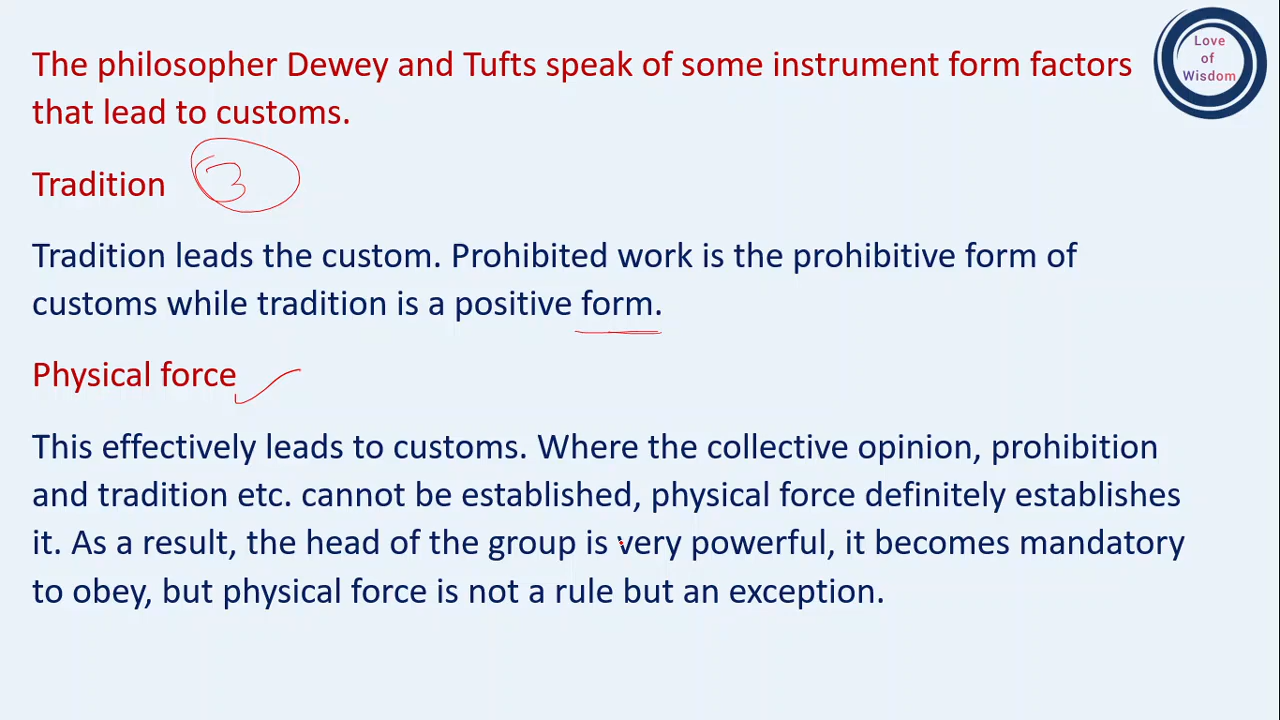 The philosopher Dewey and Tufts speak of some instrument form factors
that lead to customs.
Love
of
Wisdom
Tradition 3
Tradition leads the custom. Prohibited work is the prohibitive form of
customs while tradition is a positive form.
Physical force
This effectively leads to customs. Where the collective opinion, prohibition
and tradition etc. cannot be established, physical force definitely establishes
it. As a result, the head of the group is very powerful, it becomes mandatory
to obey, but physical force is not a rule but an exception.